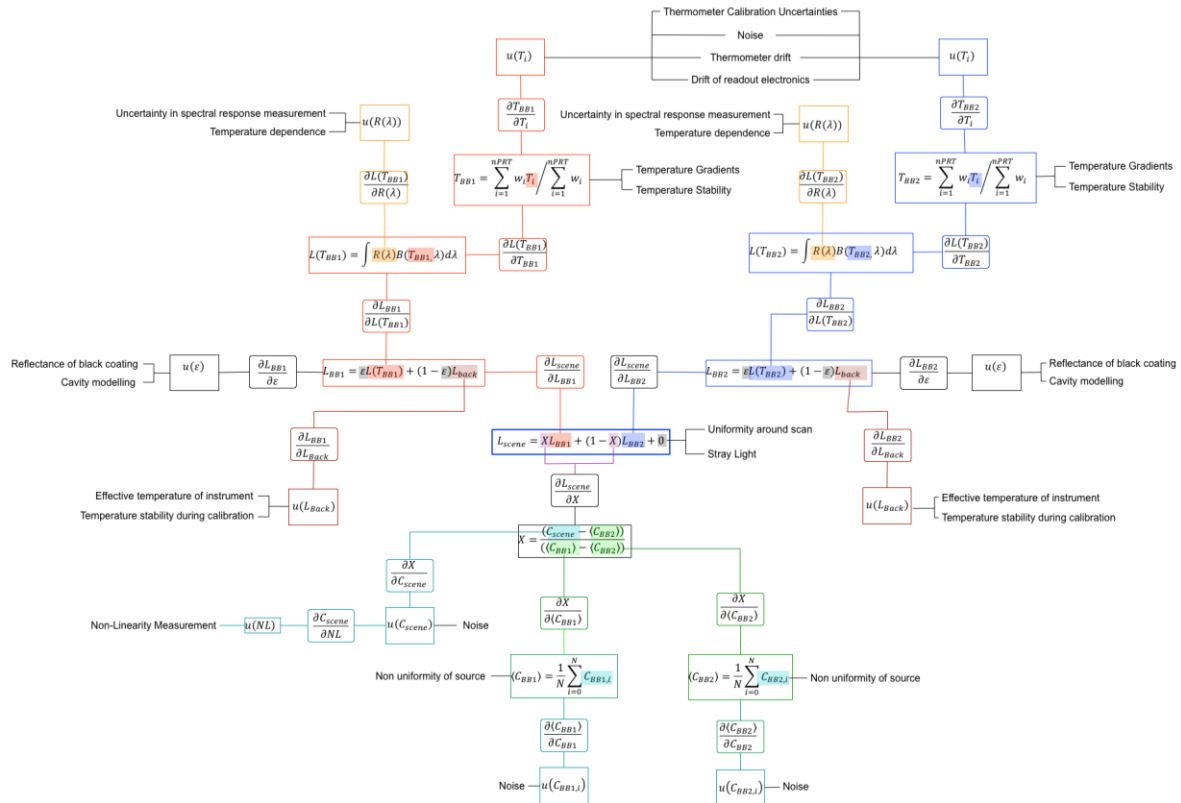 Thermometer Calibration Uncertainties
Noise
Thermometer drift
Drift of readout electronics
u(T_i)
u(T_i)
∂T_BB1/∂T_i
∂T_BB2/∂T_i
Uncertainty in spectral response measurement
Temperature dependence
u(R(λ))
Uncertainty in spectral response measurement
Temperature dependence
u(R(λ))
T_BB1 = ∑_{i=1}^{nPRT} w_i T_i / ∑_{i=1}^{nPRT} w_i
Temperature Gradients
Temperature Stability
T_BB2 = ∑_{i=1}^{nPRT} w_i T_i / ∑_{i=1}^{nPRT} w_i
Temperature Gradients
Temperature Stability
∂L(T_BB1)/∂R(λ)
∂L(T_BB2)/∂R(λ)
L(T_BB1) = ∫ R(λ)B(T_BB1, λ)dλ
∂L(T_BB1)/∂T_BB1
L(T_BB2) = ∫ R(λ)B(T_BB2, λ)dλ
∂L(T_BB2)/∂T_BB2
∂L_BB1/∂L(T_BB1)
∂L_BB2/∂L(T_BB2)
Reflectance of black coating
Cavity modelling
u(ε)
∂L_BB1/∂ε
L_BB1 = εL(T_BB1) + (1 − ε)L_back
∂L_scene/∂L_BB1
∂L_scene/∂L_BB2
L_BB2 = εL(T_BB2) + (1 − ε)L_back
∂L_BB2/∂ε
u(ε)
Reflectance of black coating
Cavity modelling
∂L_BB1/∂L_Back
L_scene = XL_BB1 + (1 − X)L_BB2 + 0
Uniformity around scan
Stray Light
∂L_BB2/∂L_Back
∂L_scene/∂X
Effective temperature of instrument
Temperature stability during calibration
u(L_Back)
u(L_Back)
Effective temperature of instrument
Temperature stability during calibration
X = (C_scene − ⟨C_BB2⟩)/(⟨C_BB1⟩ − ⟨C_BB2⟩)
∂X/∂C_scene
∂X/∂⟨C_BB1⟩
∂X/∂⟨C_BB2⟩
Non-Linearity Measurement
u(NL)
∂C_scene/∂NL
u(C_scene)
Noise
Non uniformity of source
⟨C_BB1⟩ = 1/N ∑_{i=0}^{N} C_BB1,i
⟨C_BB2⟩ = 1/N ∑_{i=0}^{N} C_BB2,i
Non uniformity of source
∂⟨C_BB1⟩/∂C_BB1
∂⟨C_BB2⟩/∂C_BB2
Noise
u(C_BB1,i)
u(C_BB2,i)
Noise